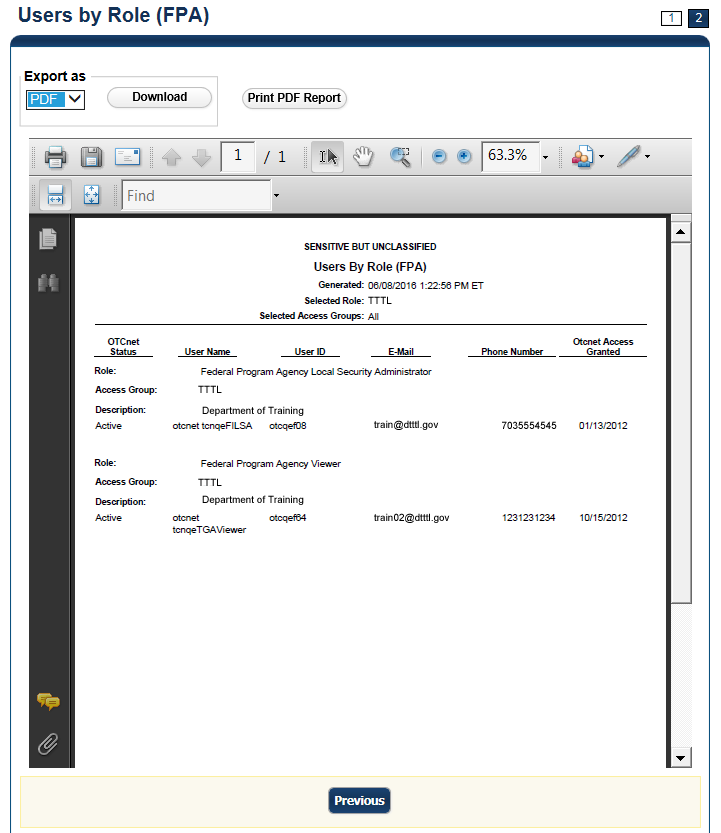 Users by Role (FPA)
1 2
Export as
PDF Download Print PDF Report
1 / 1 63.3%
Find
SENSITIVE BUT UNCLASSIFIED
Users By Role (FPA)
Generated: 06/08/2016 1:22:56 PM ET
Selected Role: TTTL
Selected Access Groups: All
OTCnet Status User Name User ID E-Mail Phone Number Otcnet Access Granted
Role: Federal Program Agency Local Security Administrator
Access Group: TTTL
Description: Department of Training
Active otcnet tcnqeFILSA otcqef08 train@dtttl.gov 7035554545 01/13/2012
Role: Federal Program Agency Viewer
Access Group: TTTL
Description: Department of Training
Active otcnet otcqef64 train02@dtttl.gov 1231231234 10/15/2012
tcnqeTGAViewer
Previous